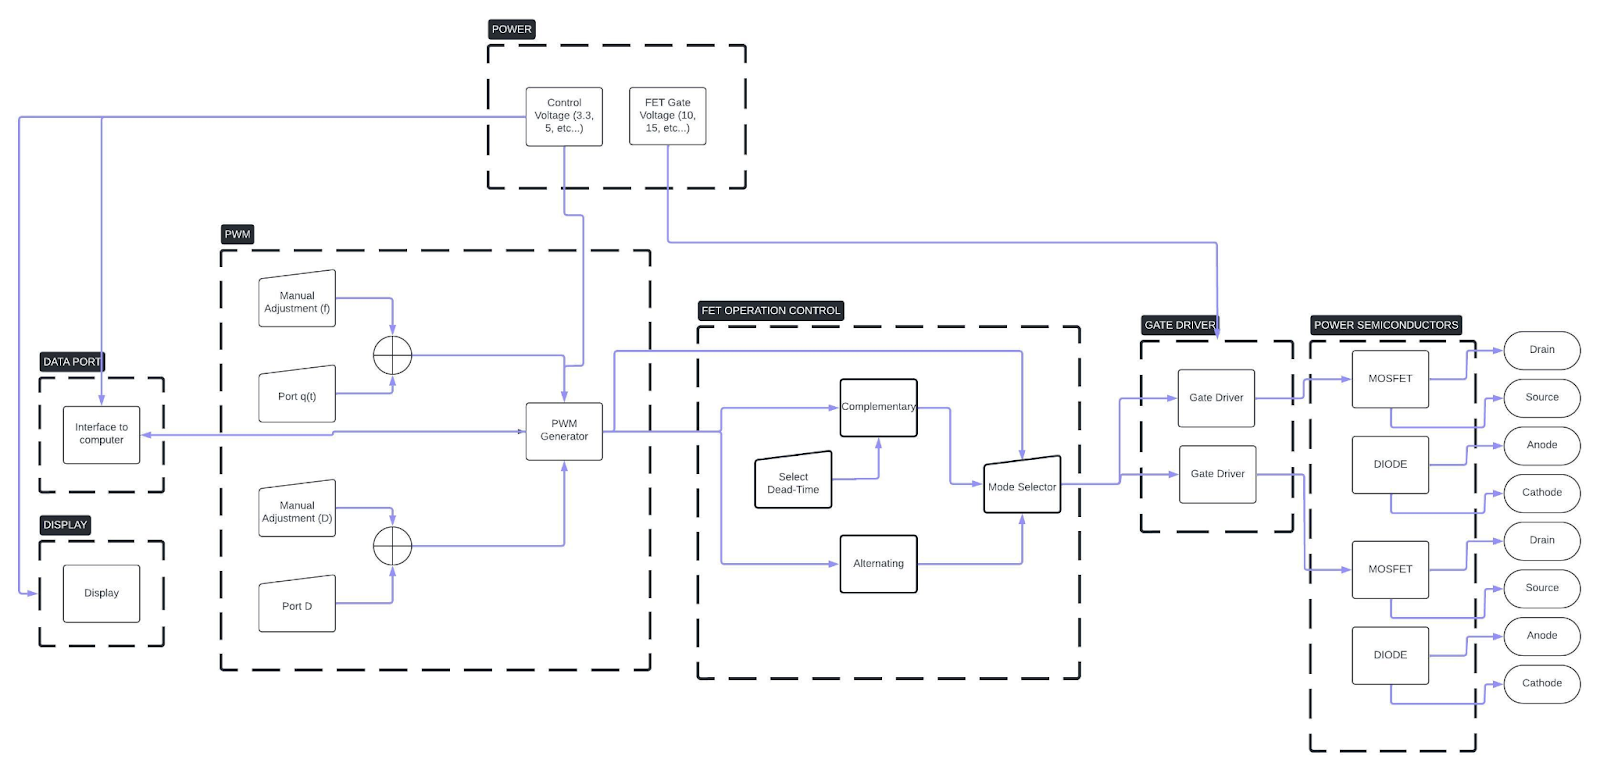 POWER
Control
Voltage (3.3,
5, etc...)
FET Gate
Voltage (10,
15, etc...)
PWM
Manual
Adjustment (f)
Port q(t)
PWM
Generator
Manual
Adjustment (D)
Port D
DATA PORT
Interface to
computer
DISPLAY
Display
FET OPERATION CONTROL
Complementary
Select
Dead-Time
Mode Selector
Alternating
GATE DRIVER
Gate Driver
Gate Driver
POWER SEMICONDUCTORS
MOSFET
DIODE
MOSFET
DIODE
Drain
Source
Anode
Cathode
Drain
Source
Anode
Cathode